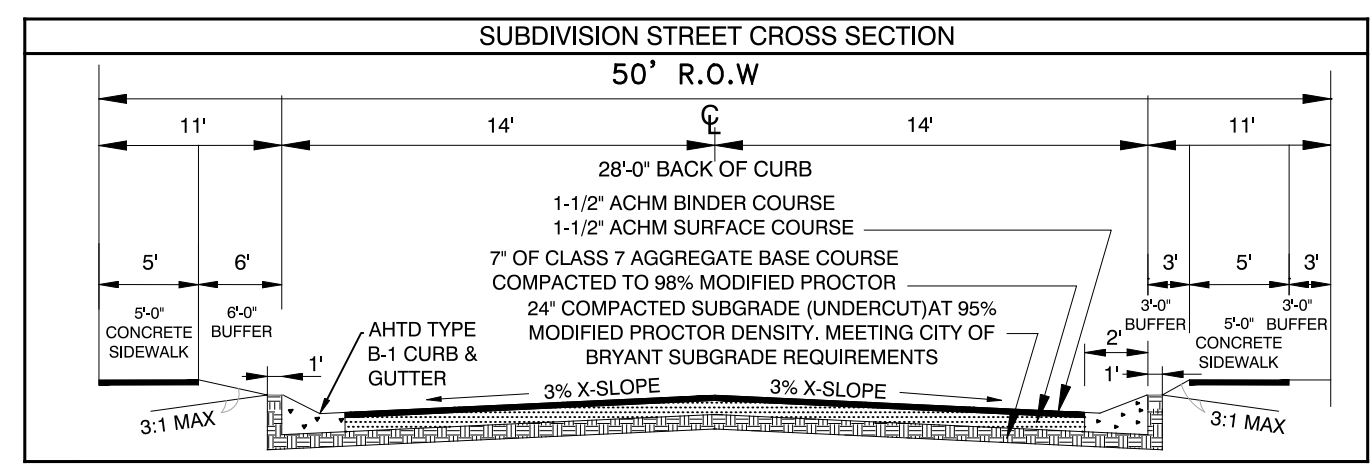 SUBDIVISION STREET CROSS SECTION
50' R.O.W
11'
14'
℄
14'
11'
28'-0" BACK OF CURB
1-1/2" ACHM BINDER COURSE
1-1/2" ACHM SURFACE COURSE
7" OF CLASS 7 AGGREGATE BASE COURSE
COMPACTED TO 98% MODIFIED PROCTOR
24" COMPACTED SUBGRADE (UNDERCUT)AT 95%
MODIFIED PROCTOR DENSITY. MEETING CITY OF
BRYANT SUBGRADE REQUIREMENTS
5'
6'
5'-0"
CONCRETE
SIDEWALK
6'-0"
BUFFER
1'
AHTD TYPE
B-1 CURB &
GUTTER
3'
5'
3'
3'-0"
BUFFER
5'-0"
CONCRETE
SIDEWALK
3'-0"
BUFFER
2'
1'
3% X-SLOPE
3% X-SLOPE
3:1 MAX
3:1 MAX